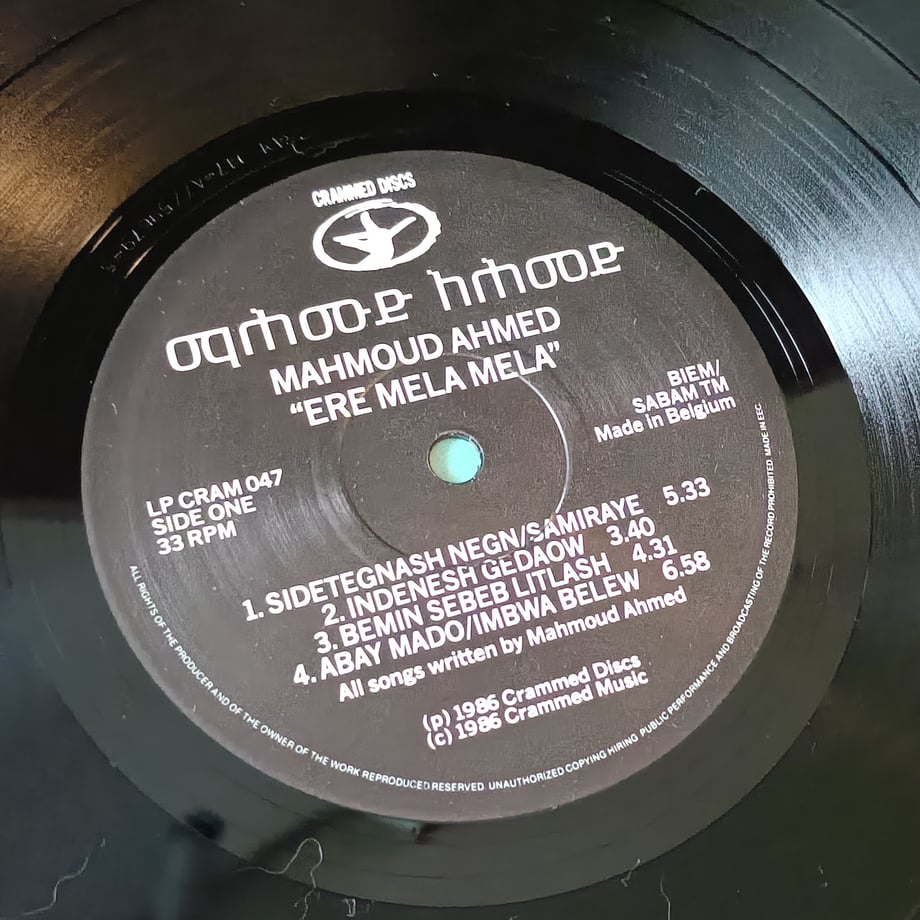 CRAMMED DISCS
ማሕሙድ አሕመድ
MAHMOUD AHMED
“ERE MELA MELA”
BIEM/
SABAM TM
Made in Belgium
LP CRAM 047
SIDE ONE
33 RPM
1. SIDETEGNASH NEGN/SAMIRAYE 5.33
2. INDENESH GEDAOW 3.40
3. BEMIN SEBEB LITLASH 4.31
4. ABAY MADO/IMBWA BELEW 6.58
All songs written by Mahmoud Ahmed
(p) 1986 Crammed Discs
(c) 1986 Crammed Music
ALL RIGHTS OF THE PRODUCER AND OF THE OWNER OF THE WORK REPRODUCED RESERVED. UNAUTHORIZED COPYING HIRING PUBLIC PERFORMANCE AND BROADCASTING OF THE RECORD PROHIBITED. MADE IN EEC.